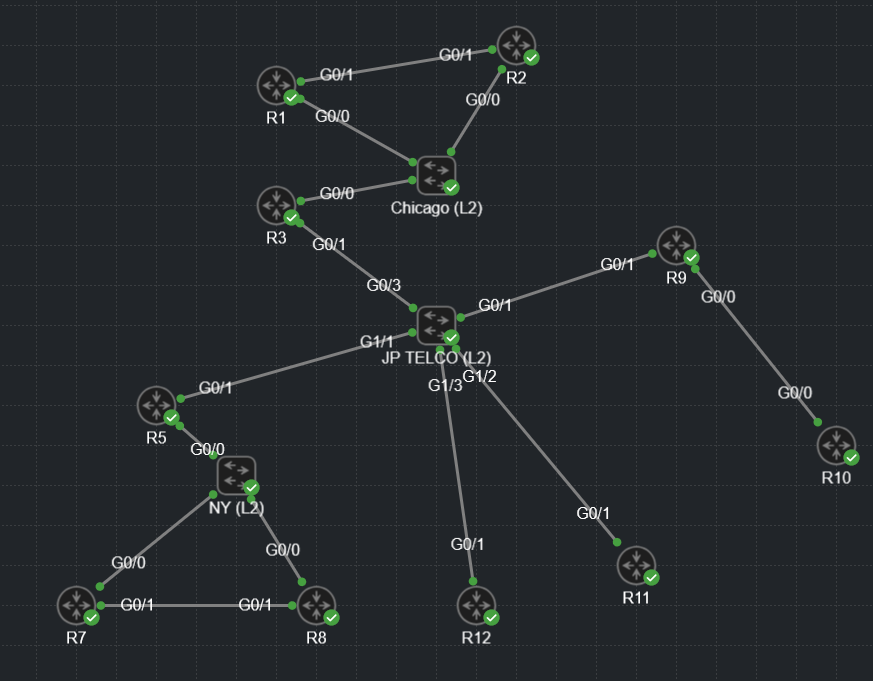 G0/1
R2
G0/1
G0/0
R1
G0/0
Chicago (L2)
G0/0
R3
G0/1
G0/1
R9
G0/3
G0/0
G0/1
G1/1
JP TELCO (L2)
G1/3
G1/2
G0/1
G0/0
R5
G0/0
R10
NY (L2)
G0/1
G0/1
G0/0
G0/0
R11
G0/1
G0/1
R7
R8
R12